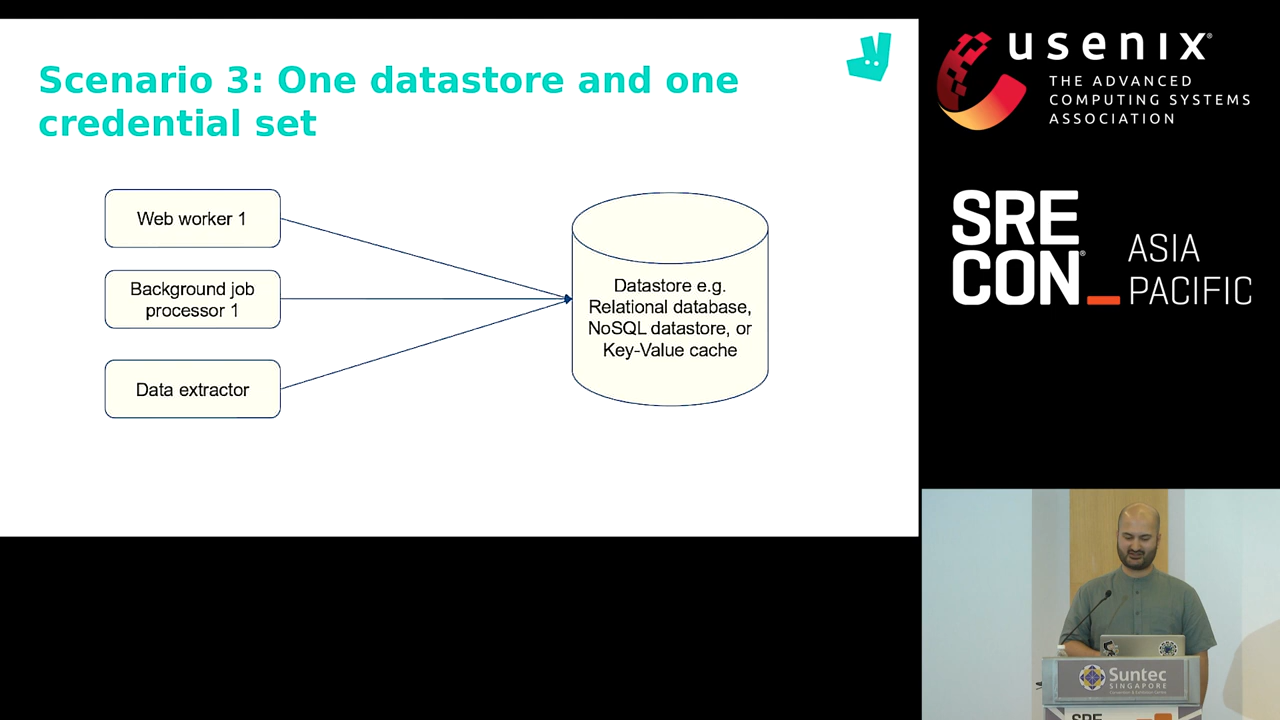 Scenario 3: One datastore and one
credential set
Web worker 1
Background job
processor 1
Data extractor
Datastore e.g.
Relational database,
NoSQL datastore, or
Key-Value cache
usenix®
THE ADVANCED
COMPUTING SYSTEMS
ASSOCIATION
SRE
CON®
ASIA
PACIFIC
Suntec
SINGAPORE
SRE